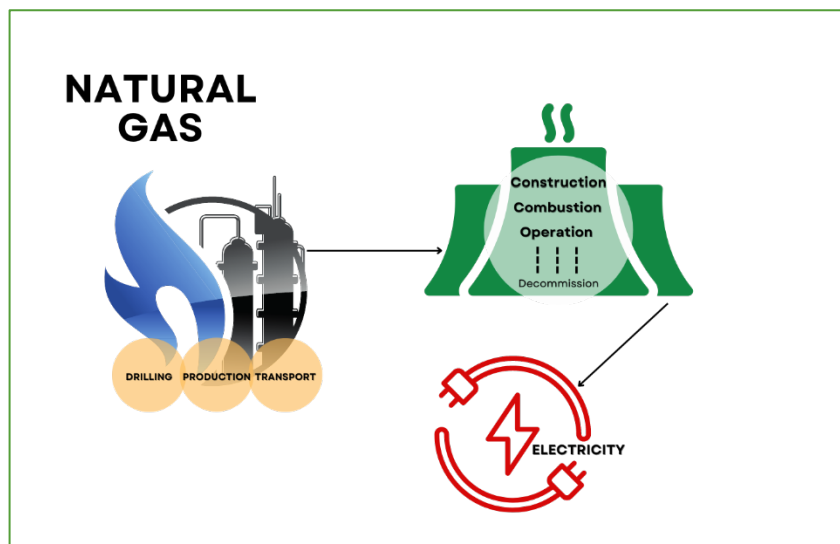 NATURAL
GAS
DRILLING PRODUCTION TRANSPORT
Construction
Combustion
Operation
Decommission
ELECTRICITY